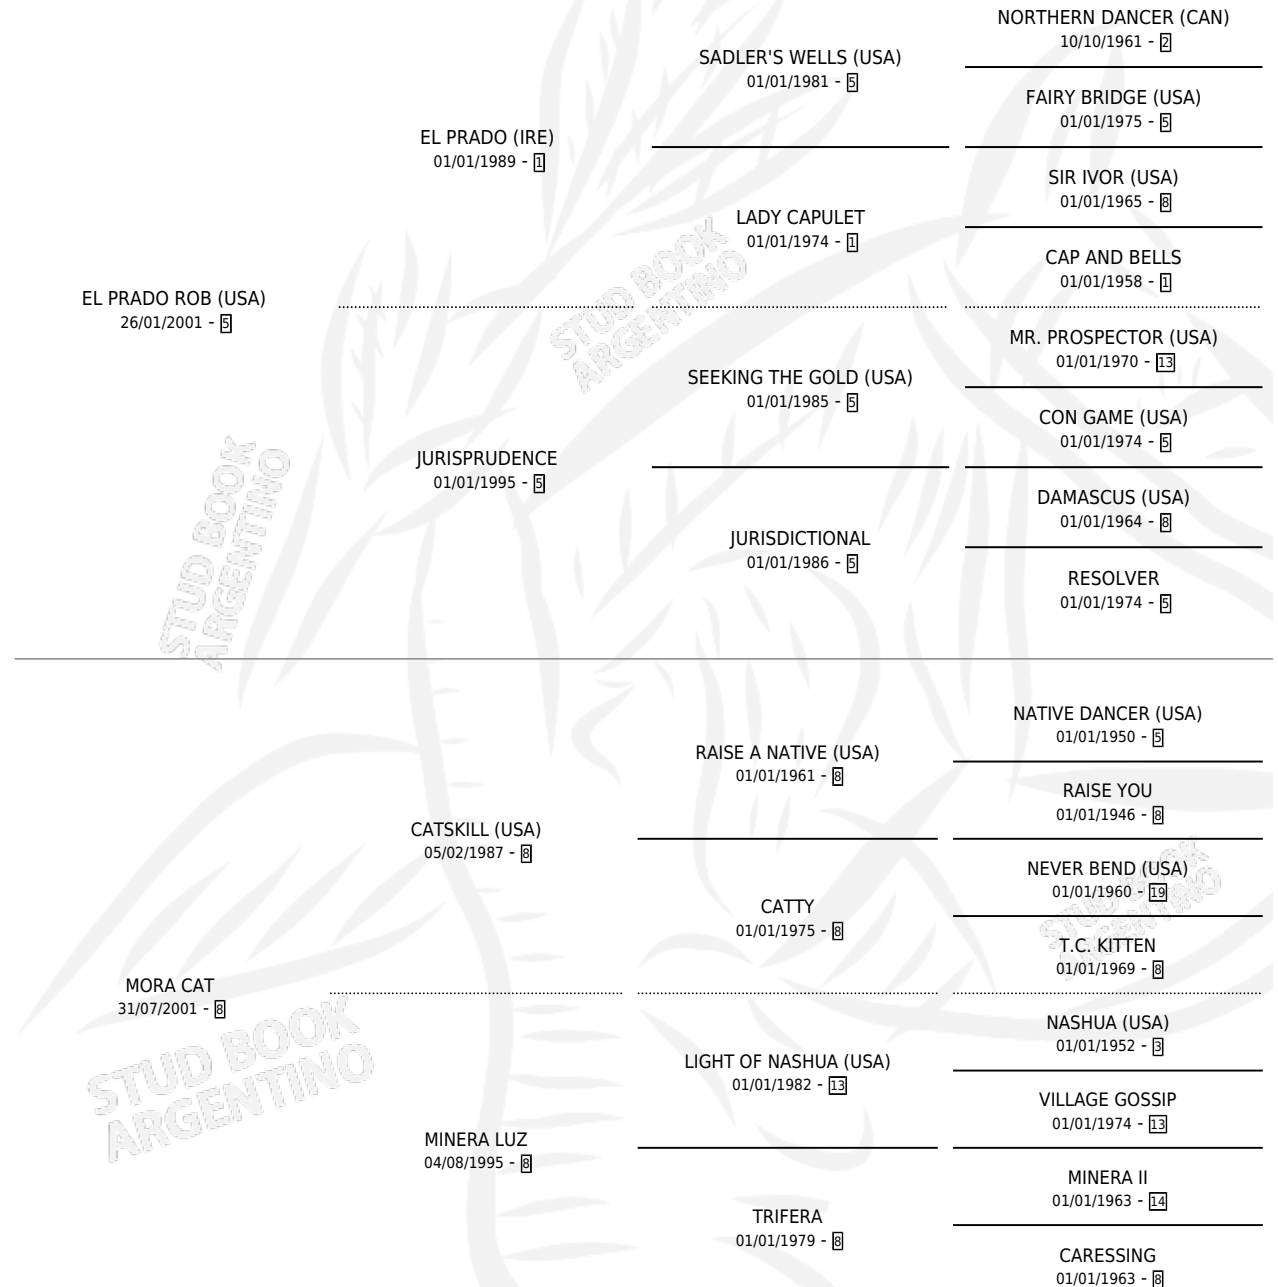 NORTHERN DANCER (CAN)
10/10/1961 - 2
SADLER'S WELLS (USA)
01/01/1981 - 5
FAIRY BRIDGE (USA)
01/01/1975 - 5
EL PRADO (IRE)
01/01/1989 - 1
SIR IVOR (USA)
01/01/1965 - 8
LADY CAPULET
01/01/1974 - 1
CAP AND BELLS
01/01/1958 - 1
EL PRADO ROB (USA)
26/01/2001 - 5
MR. PROSPECTOR (USA)
01/01/1970 - 13
SEEKING THE GOLD (USA)
01/01/1985 - 5
CON GAME (USA)
01/01/1974 - 5
JURISPRUDENCE
01/01/1995 - 5
DAMASCUS (USA)
01/01/1964 - 8
JURISDICTIONAL
01/01/1986 - 5
RESOLVER
01/01/1974 - 5
STUD BOOK
ARGENTINO
STUD BOOK
ARGENTINO
NATIVE DANCER (USA)
01/01/1950 - 5
RAISE A NATIVE (USA)
01/01/1961 - 8
RAISE YOU
01/01/1946 - 8
CATSKILL (USA)
05/02/1987 - 8
NEVER BEND (USA)
01/01/1960 - 19
CATTY
01/01/1975 - 8
T.C. KITTEN
01/01/1969 - 8
STUD BOOK
ARGENTINO
MORA CAT
31/07/2001 - 8
NASHUA (USA)
01/01/1952 - 3
LIGHT OF NASHUA (USA)
01/01/1982 - 13
VILLAGE GOSSIP
01/01/1974 - 13
STUD BOOK
ARGENTINO
MINERA LUZ
04/08/1995 - 8
MINERA II
01/01/1963 - 14
TRIFERA
01/01/1979 - 8
CARESSING
01/01/1963 - 8